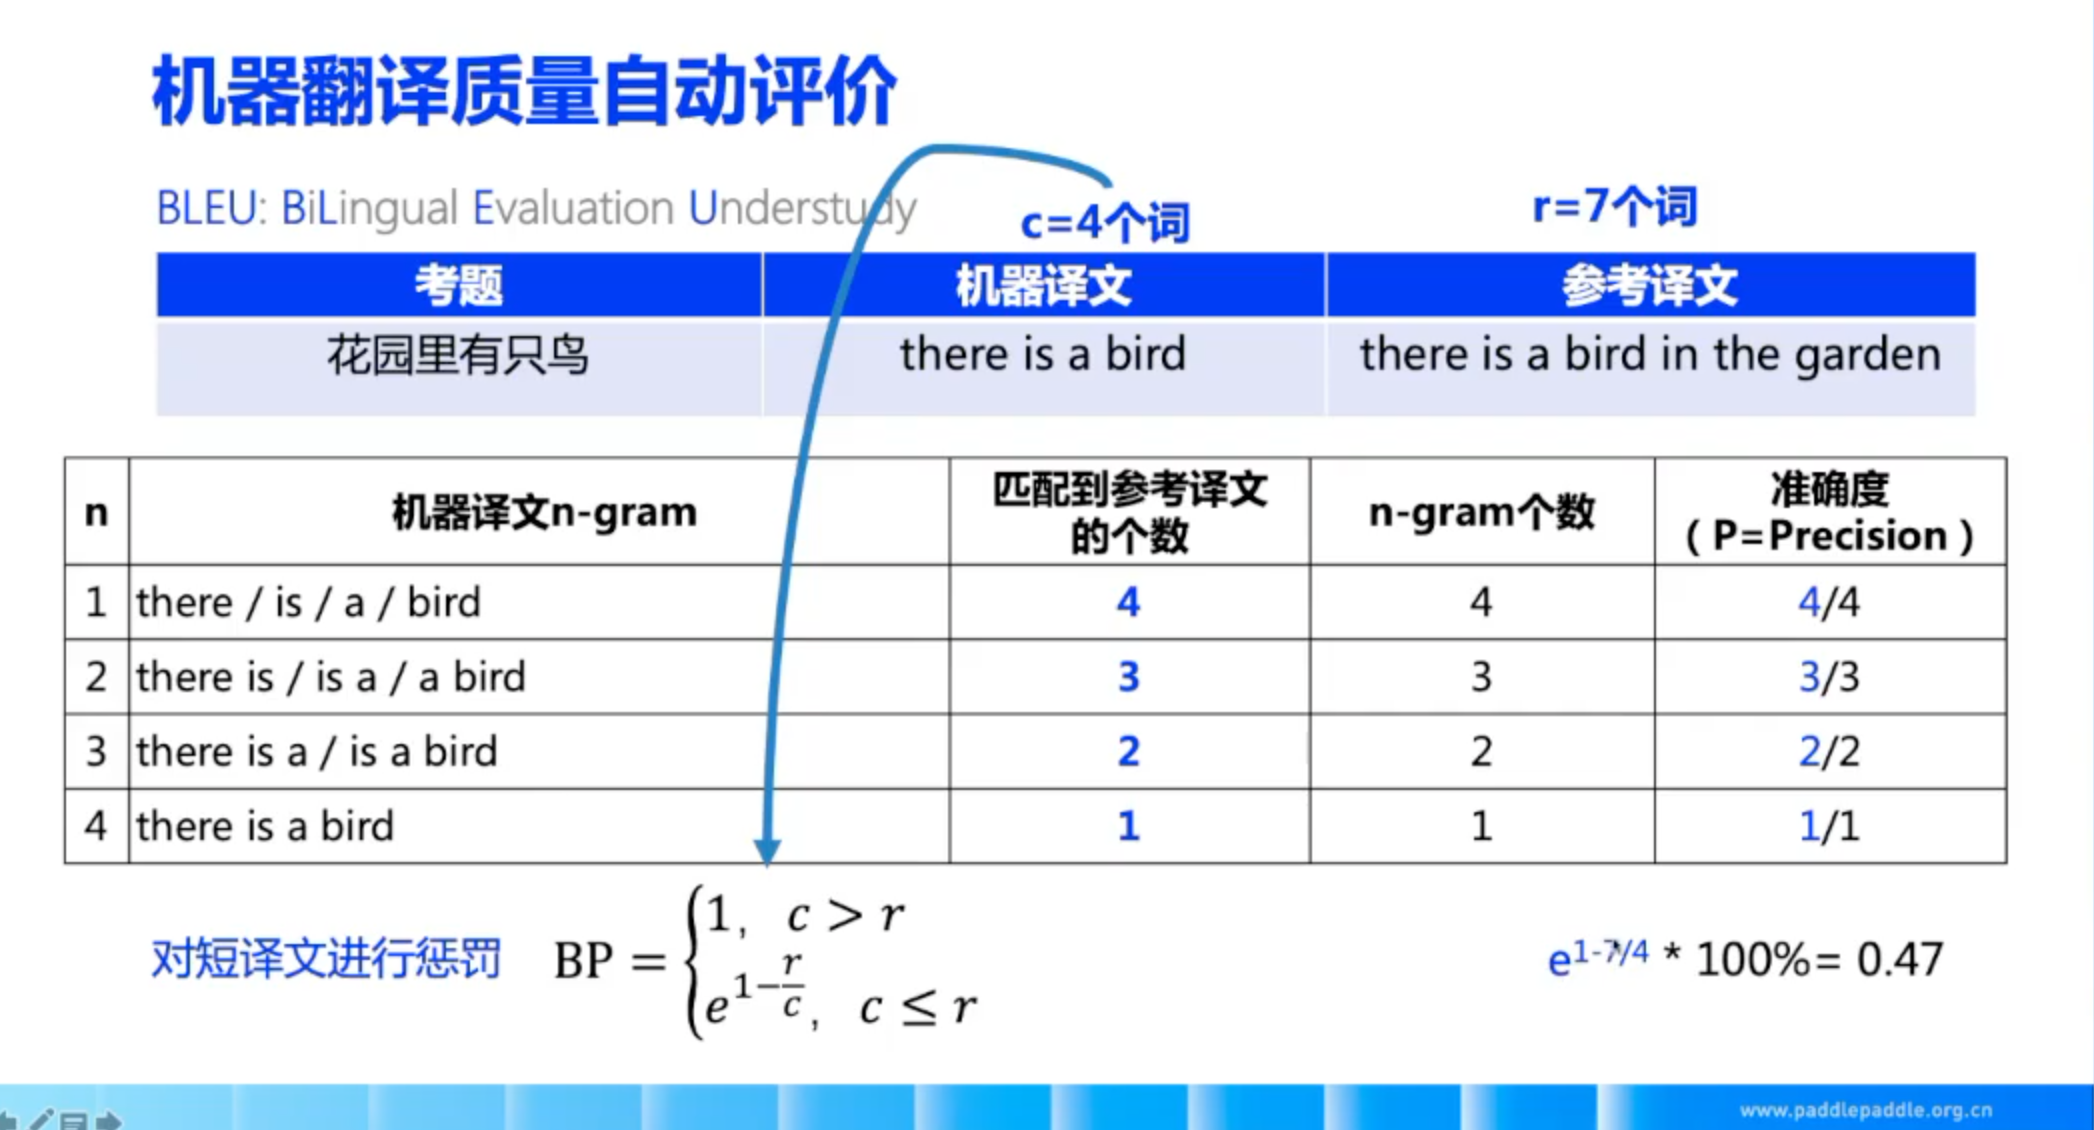 机器翻译质量自动评价
BLEU: BiLingual Evaluation Understudy
c=4个词
r=7个词
考题 机器译文 参考译文
花园里有只鸟 there is a bird there is a bird in the garden
n 机器译文n-gram 匹配到参考译文的个数 n-gram个数 准确度（P=Precision）
1 there / is / a / bird 4 4 4/4
2 there is / is a / a bird 3 3 3/3
3 there is a / is a bird 2 2 2/2
4 there is a bird 1 1 1/1
对短译文进行惩罚 BP = {1, c > r
e^{1-r/c}, c ≤ r
e^{1-7/4} * 100%= 0.47
www.paddlepaddle.org.cn